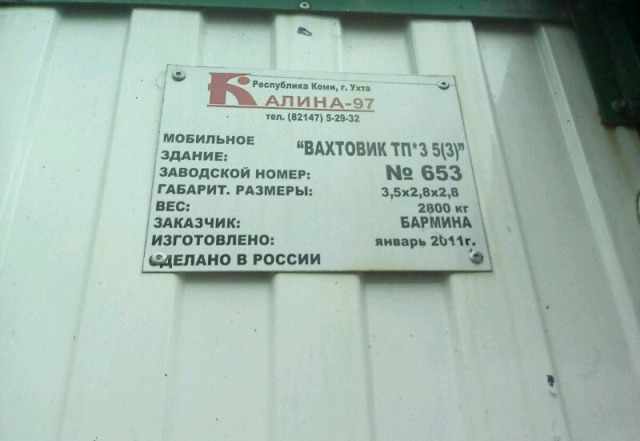 Республика Коми, г. Ухта
КАЛИНА-97
тел. (82147) 5-29-32
МОБИЛЬНОЕ
ЗДАНИЕ: "ВАХТОВИК ТП*3 5(3)"
ЗАВОДСКОЙ НОМЕР: № 653
ГАБАРИТ. РАЗМЕРЫ: 3,5х2,8х2,8
ВЕС: 2800 кг
ЗАКАЗЧИК: БАРМИНА
ИЗГОТОВЛЕНО: январь 2011г.
СДЕЛАНО В РОССИИ